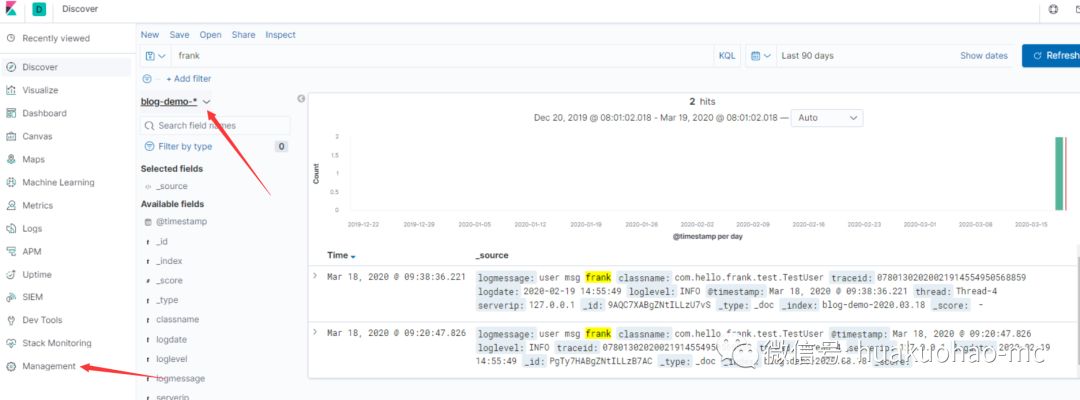 D Discover
Recently viewed
Discover
Visualize
Dashboard
Canvas
Maps
Machine Learning
Metrics
Logs
APM
Uptime
SIEM
Dev Tools
Stack Monitoring
Management
New Save Open Share Inspect
frank KQL Last 90 days Show dates Refresh
+ Add filter
blog-demo-*
Search field names
Filter by type 0
Selected fields
_source
Available fields
@timestamp
t _id
t _index
# _score
t _type
t classname
t logdate
t loglevel
logmessage
t serverip
2 hits
Dec 20, 2019 @ 08:01:02.018 - Mar 19, 2020 @ 08:01:02.018 — Auto
Count
2
1.5
1
0.5
0
2019-12-22 2019-12-29 2020-01-05 2020-01-12 2020-01-19 2020-01-26 2020-02-02 2020-02-09 2020-02-16 2020-02-23 2020-03-01 2020-03-08 2020-03-15
@timestamp per day
Time _source
Mar 18, 2020 @ 09:38:36.221 logmessage: user msg frank classname: com.hello.frank.test.TestUser traceid: 0780130202002191455495056 8859
logdate: 2020-02-19 14:55:49 loglevel: INFO @timestamp: Mar 18, 2020 @ 09:38:36.221 thread: Thread-4
serverip: 127.0.0.1 _id: 9AQC7XABgZNtILLzU7vS _type: _doc _index: blog-demo-2020.03.18 _score: -
Mar 18, 2020 @ 09:20:47.826 logmessage: user msg frank classname: com.hello.frank.test.TestUser @timestamp: Mar 18, 2020 @ 09:20:47.826
loglevel: INFO traceid:
14:55:49 _id: PgTy7HABgZNtILLzB7AC _type: _doc
微信号: huakuohao-mc